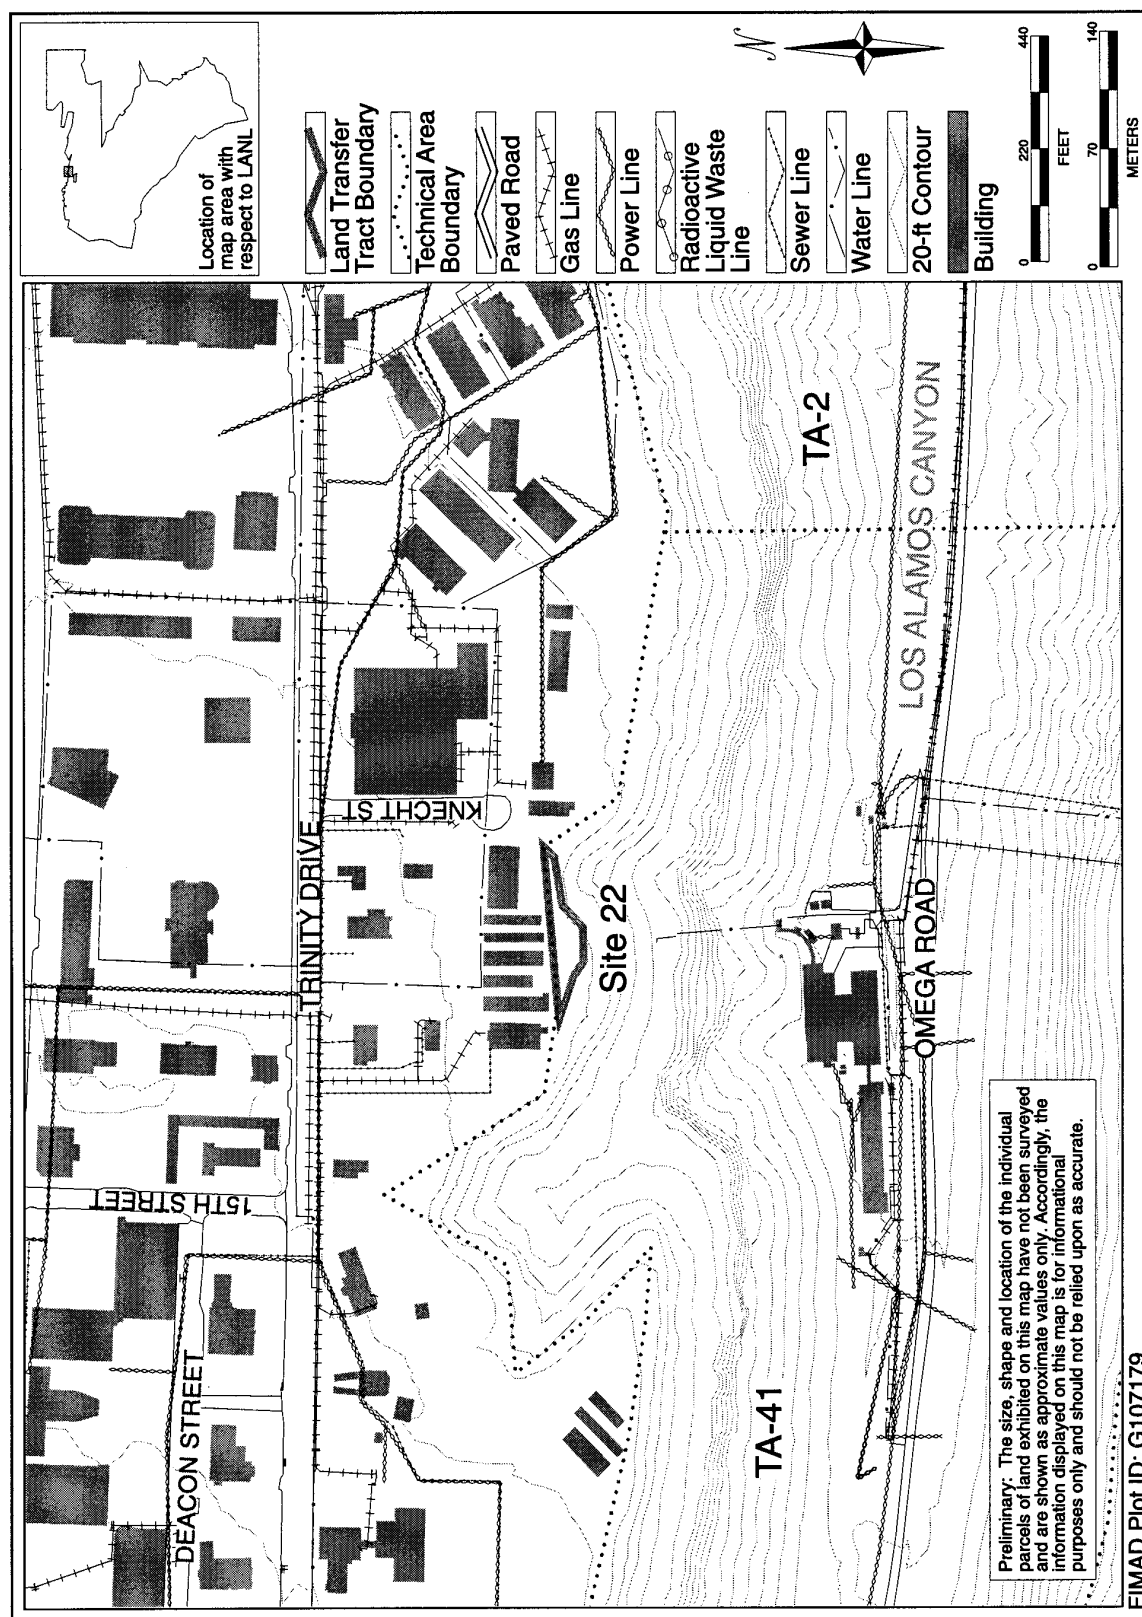 Location of
map area with
respect to LANL
Land Transfer
Tract Boundary
Technical Area
Boundary
Paved Road
Gas Line
Power Line
Radioactive
Liquid Waste
Line
Sewer Line
Water Line
20-ft Contour
Building
N
0 220 440
FEET
0 70 140
METERS
DEACON STREET
15TH STREET
TRINITY DRIVE
KNECHT ST
Site 22
TA-41
TA-2
LOS ALAMOS CANYON
OMEGA ROAD
Preliminary: The size, shape and location of the individual
parcels of land exhibited on this map have not been surveyed
and are shown as approximate values only. Accordingly, the
information displayed on this map is for informational
purposes only and should not be relied upon as accurate.
FIMAD Plot ID: G107179